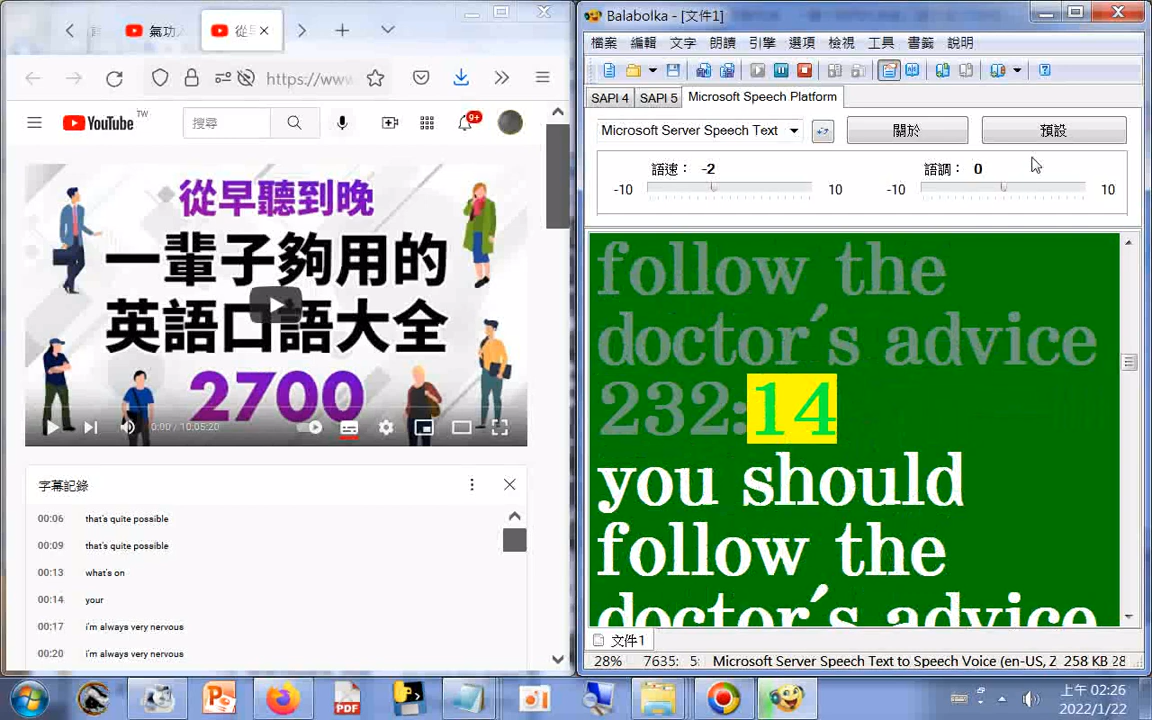 氣功
從
https://www
YouTube TW
搜尋
9+
從早聽到晚
一輩子夠用的
英語口語大全
2700
0:00 / 10:05:20
字幕記錄
00:06 that's quite possible
00:09 that's quite possible
00:13 what's on
00:14 your
00:17 i'm always very nervous
00:20 i'm always very nervous
Balabolka - [文件1]
檔案 編輯 文字 朗讀 引擎 選項 檢視 工具 書籤 說明
SAPI 4 SAPI 5 Microsoft Speech Platform
Microsoft Server Speech Text 關於 預設
語速： -2 語調： 0
-10 10 -10 10
follow the
doctor's advice
232:14
you should
follow the
doctor's advice
文件1
28% 7635: 5: Microsoft Server Speech Text to Speech Voice (en-US, Z 258 KB 28
PDF
上午 02:26
2022/1/22